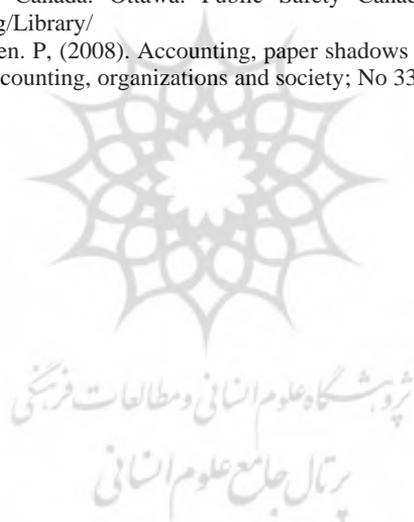 Canada. Ottawa: Public Safety Canada
g/Library/
en. P, (2008). Accounting, paper shadows
counting, organizations and society; No 33
پژوهشگاه علوم انسانی و مطالعات فرهنگی
پرتال جامع علوم انسانی